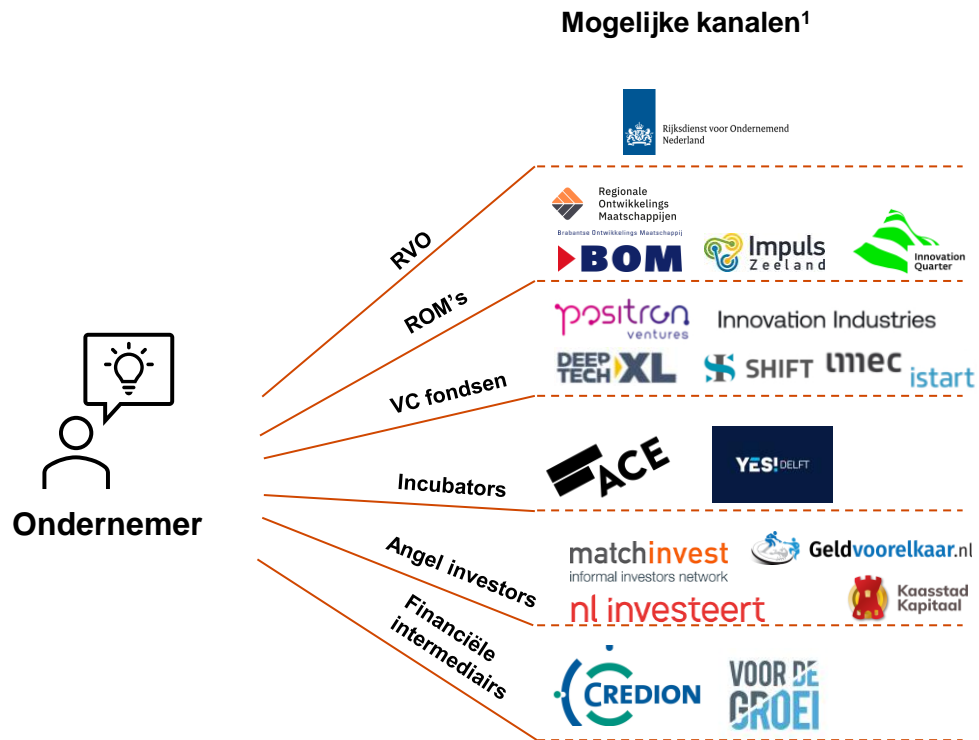 Mogelijke kanalen¹
Rijksdienst voor Ondernemend
Nederland
RVO
Regionale
Ontwikkelings
Maatschappijen
Brabantse Ontwikkelings Maatschappij
BOM
Impuls
Zeeland
Innovation
Quarter
ROM's
positron
ventures
Innovation Industries
DEEP
TECH XL
SHIFT
imec
istart
VC fondsen
ACE
YES! DELFT
Incubators
Ondernemer
matchinvest
informal investors network
Geldvoorelkaar.nl
nl investeert
Kaasstad
Kapitaal
Angel investors
Financiële
intermediairs
CREDION
VOOR DE
GROEI